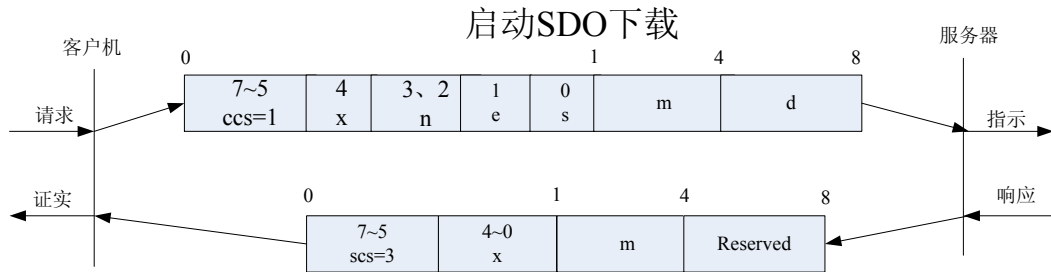 启动SDO下载
客户机
服务器
0 1 4 8
7~5 4 3、2 1 0
ccs=1 x n e s m d
请求
指示
证实
响应
0 1 4 8
7~5 4~0
scs=3 x m Reserved